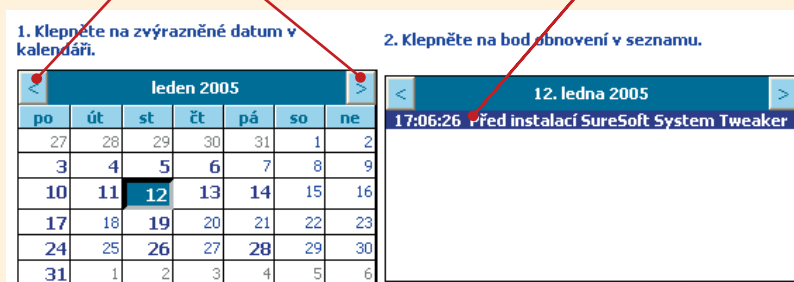 1. Klepněte na zvýrazněné datum v
kalendáři.
< leden 2005 >
po út st čt pá so ne
27 28 29 30 31 1 2
3 4 5 6 7 8 9
10 11 12 13 14 15 16
17 18 19 20 21 22 23
24 25 26 27 28 29 30
31 1 2 3 4 5 6
2. Klepněte na bod obnovení v seznamu.
< 12. ledna 2005 >
17:06:26 Před instalací SureSoft System Tweaker